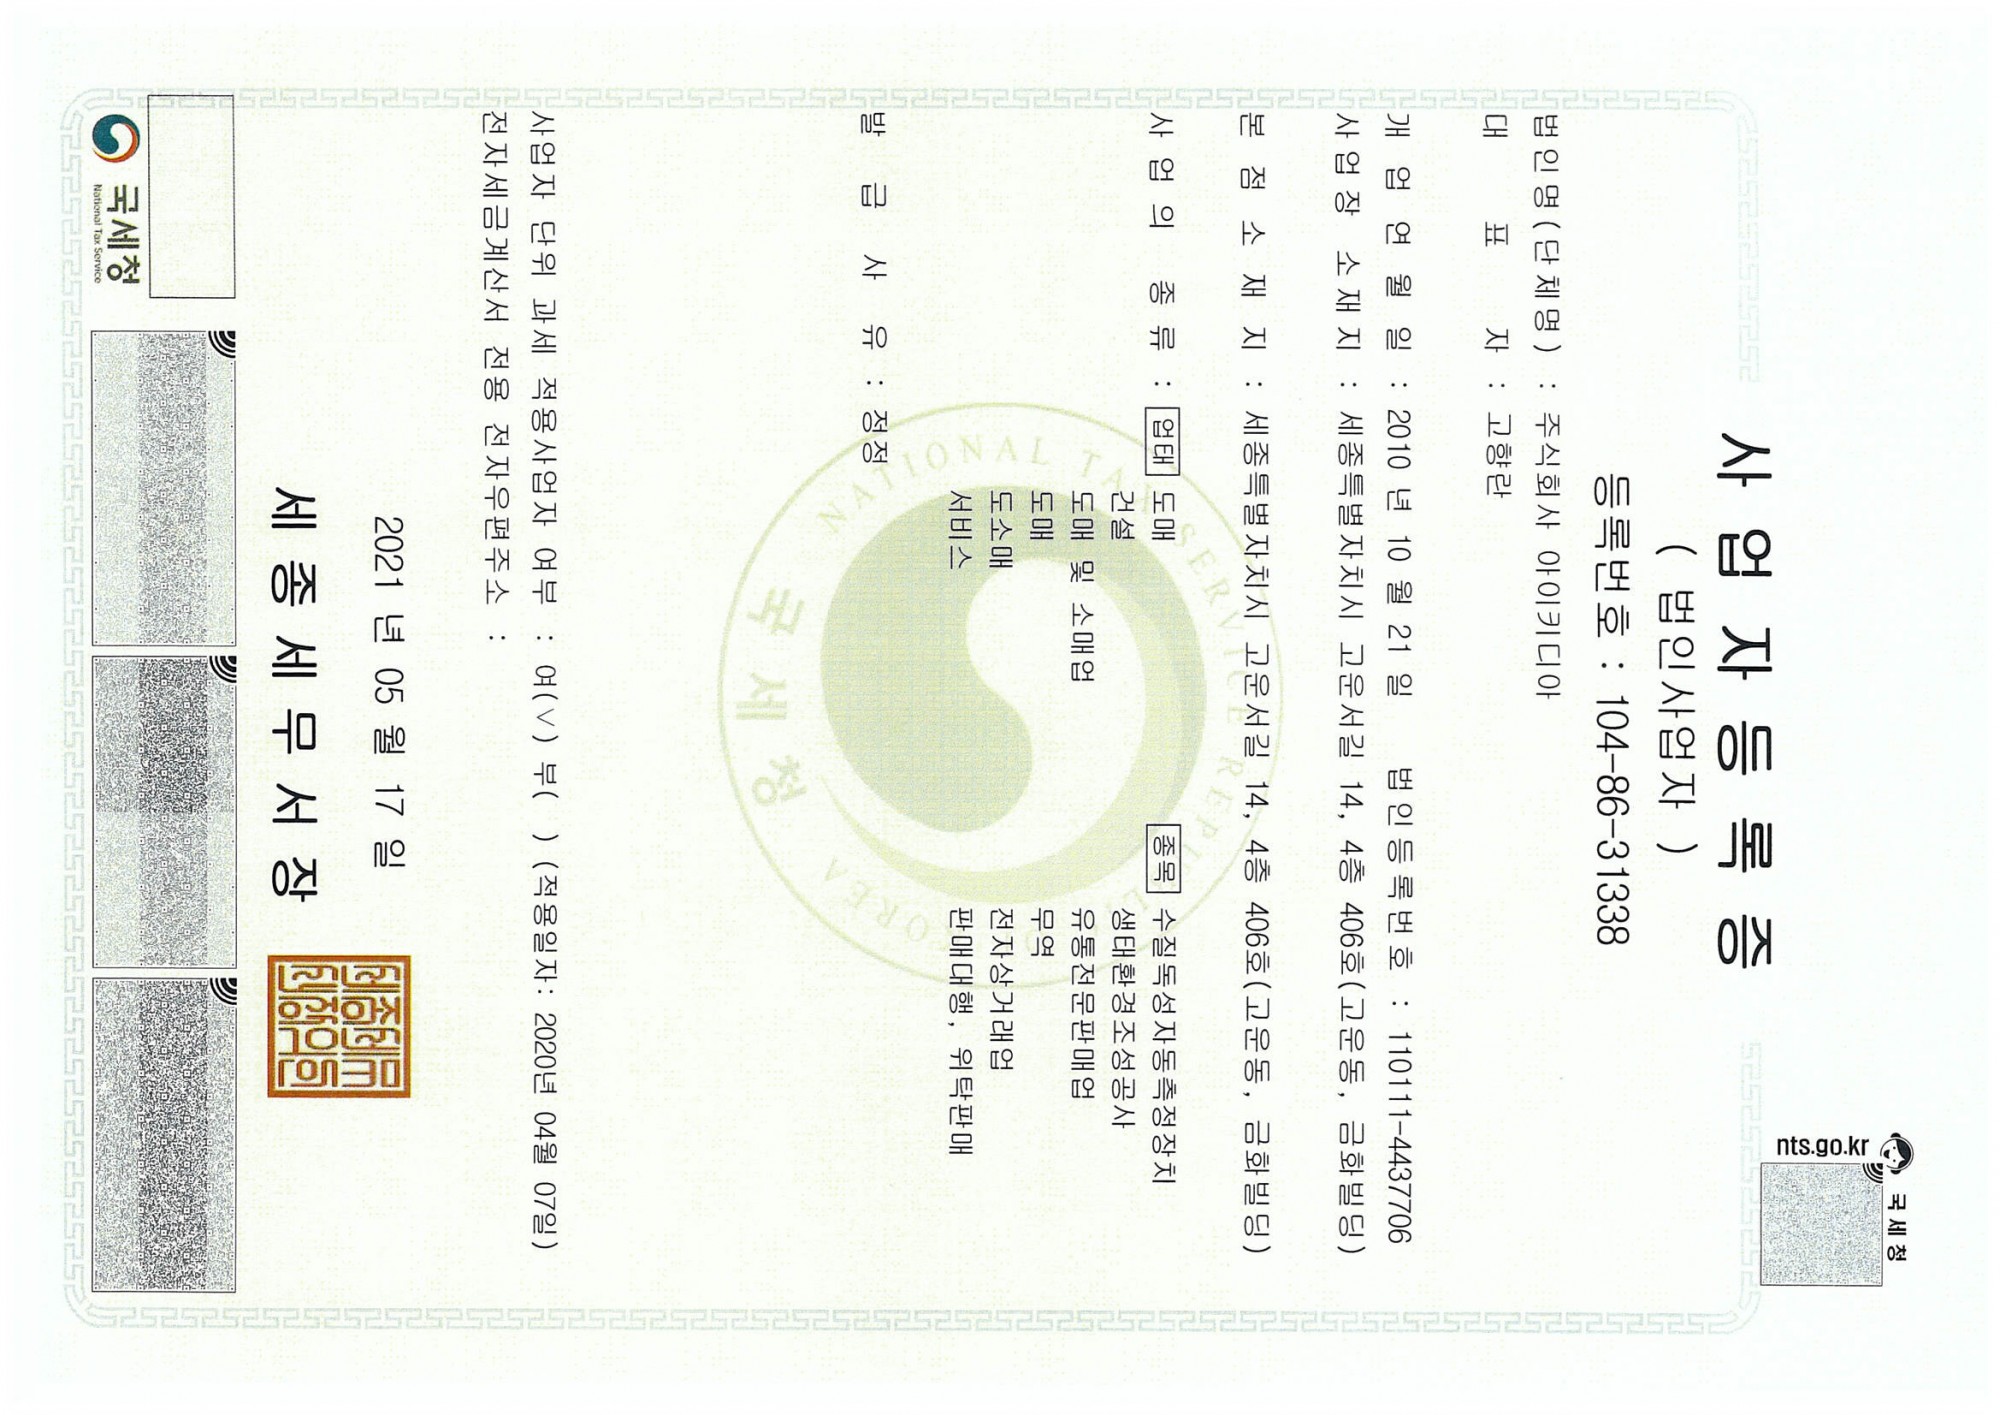 nts.go.kr
국세청
사업자등록증
( 법인사업자 )
등록번호 : 104-86-31338
법인명(단체명) : 주식회사 아이키디아
대 표 자 : 고향란
개 업 연 월 일 : 2010 년 10 월 21 일 법인등록번호 : 110111-4437706
사업장 소재지 : 세종특별자치시 고운서길 14, 4층 406호(고운동, 금화빌딩)
본 점 소 재 지 : 세종특별자치시 고운서길 14, 4층 406호(고운동, 금화빌딩)
사 업 의 종 류 : 업태 도매 종목 수질독성자동측정장치
건설 생태환경조성공사
도매 및 소매업 유통전문판매업
도매 무역
도소매 전자상거래업
서비스 판매대행, 위탁판매
NATIONAL TAX SERVICE REPUBLIC OF KOREA
국세청
발 급 사 유 : 정정
사업자 단위 과세 적용사업자 여부 : 여(∨) 부( ) (적용일자: 2020년 04월 07일)
전자세금계산서 전용 전자우편주소 :
2021 년 05 월 17 일
세종세무서장
국세청
National Tax Service